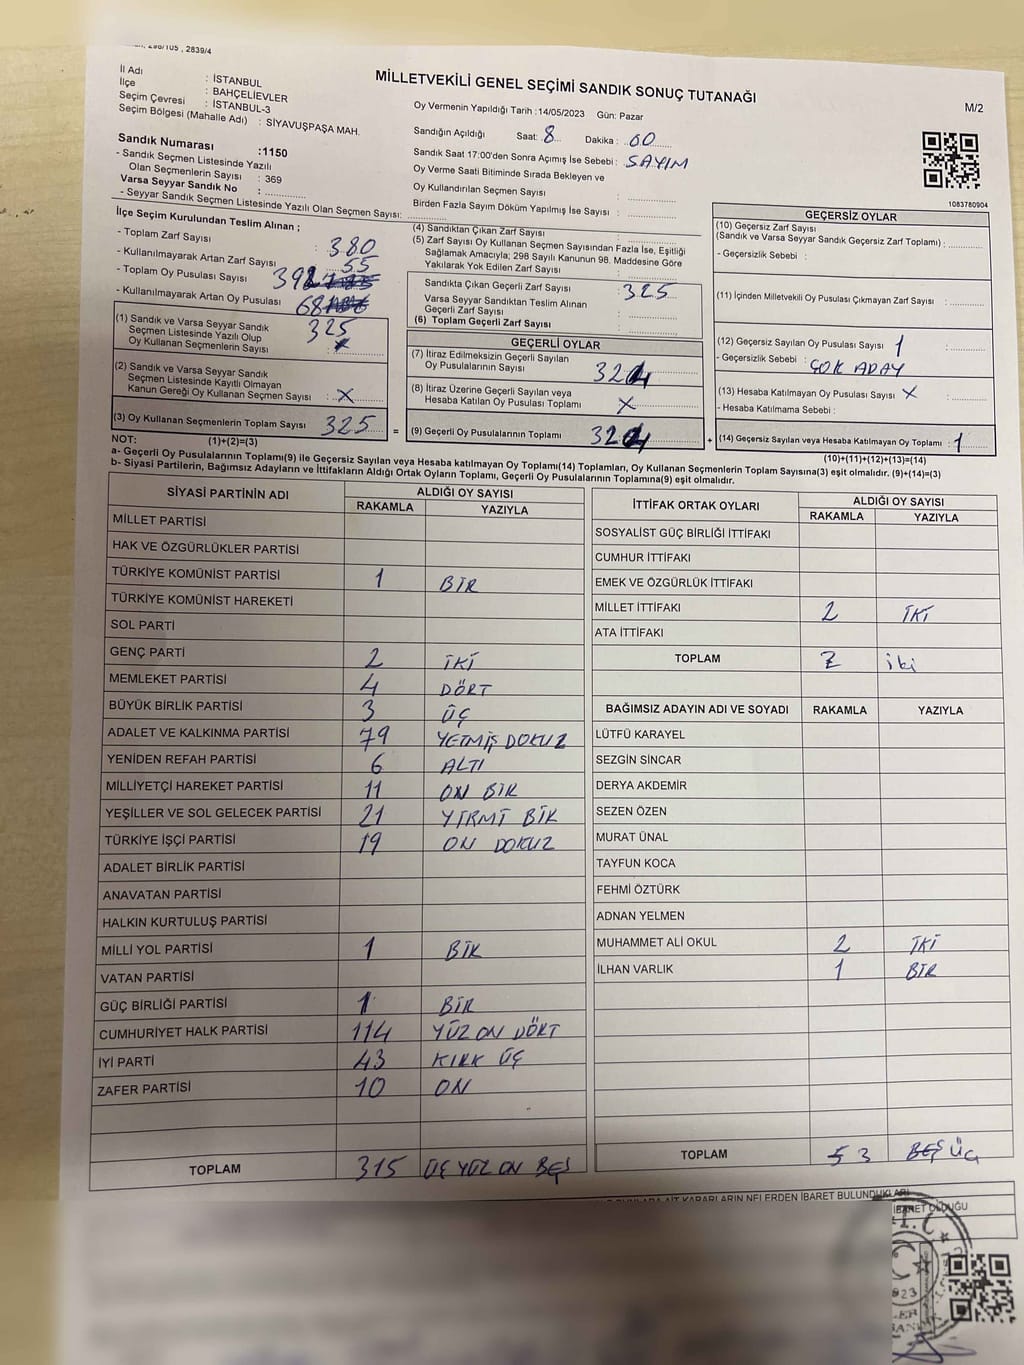 298/105 , 2839/4
MİLLETVEKİLİ GENEL SEÇİMİ SANDIK SONUÇ TUTANAĞI
M/2
İl Adı : İSTANBUL
İlçe : BAHÇELİEVLER
Seçim Çevresi : İSTANBUL-3
Seçim Bölgesi (Mahalle Adı) : SİYAVUŞPAŞA MAH.
Sandık Numarası :1150
- Sandık Seçmen Listesinde Yazılı
Olan Seçmenlerin Sayısı : 369
Varsa Seyyar Sandık No :
- Seyyar Sandık Seçmen Listesinde Yazılı Olan Seçmen Sayısı:
Oy Vermenin Yapıldığı Tarih :14/05/2023 Gün: Pazar
Sandığın Açıldığı Saat: 8 Dakika: 00
Sandık Saat 17:00'den Sonra Açımış İse Sebebi : SAYIM
Oy Verme Saati Bitiminde Sırada Bekleyen ve
Oy Kullandırılan Seçmen Sayısı :
Birden Fazla Sayım Döküm Yapılmış İse Sayısı :
1083780904
İlçe Seçim Kurulundan Teslim Alınan ;
- Toplam Zarf Sayısı : 380
- Kullanılmayarak Artan Zarf Sayısı : 55
- Toplam Oy Pusulası Sayısı : 392
- Kullanılmayarak Artan Oy Pusulası : 68
(1) Sandık ve Varsa Seyyar Sandık
Seçmen Listesinde Yazılı Olup
Oy Kullanan Seçmenlerin Sayısı : 325
(2) Sandık ve Varsa Seyyar Sandık
Seçmen Listesinde Kayıtlı Olmayan
Kanun Gereği Oy Kullanan Seçmen Sayısı : X
(3) Oy Kullanan Seçmenlerin Toplam Sayısı 325 =
(4) Sandıktan Çıkan Zarf Sayısı :
(5) Zarf Sayısı Oy Kullanan Seçmen Sayısından Fazla İse, Eşitliği
Sağlamak Amacıyla; 298 Sayılı Kanunun 98. Maddesine Göre
Yakılarak Yok Edilen Zarf Sayısı :
Sandıkta Çıkan Geçerli Zarf Sayısı : 325
Varsa Seyyar Sandıktan Teslim Alınan
Geçerli Zarf Sayısı :
(6) Toplam Geçerli Zarf Sayısı :
GEÇERLİ OYLAR
(7) İtiraz Edilmeksizin Geçerli Sayılan
Oy Pusulalarının Sayısı : 324
(8) İtiraz Üzerine Geçerli Sayılan veya
Hesaba Katılan Oy Pusulası Toplamı X
(9) Geçerli Oy Pusulalarının Toplamı 324 +
GEÇERSİZ OYLAR
(10) Geçersiz Zarf Sayısı
(Sandık ve Varsa Seyyar Sandık Geçersiz Zarf Toplamı) :
- Geçersizlik Sebebi :
(11) İçinden Milletvekili Oy Pusulası Çıkmayan Zarf Sayısı :
(12) Geçersiz Sayılan Oy Pusulası Sayısı : 1
- Geçersizlik Sebebi : ÇOK ADAY
(13) Hesaba Katılmayan Oy Pusulası Sayısı : X
- Hesaba Katılmama Sebebi :
(14) Geçersiz Sayılan veya Hesaba Katılmayan Oy Toplamı : 1
NOT: (1)+(2)=(3)
(10)+(11)+(12)+(13)=(14)
a- Geçerli Oy Pusulalarının Toplamı(9) ile Geçersiz Sayılan veya Hesaba katılmayan Oy Toplamı(14) Toplamları, Oy Kullanan Seçmenlerin Toplam Sayısına(3) eşit olmalıdır. (9)+(14)=(3)
b- Siyasi Partilerin, Bağımsız Adayların ve İttifakların Aldığı Ortak Oyların Toplamı, Geçerli Oy Pusulalarının Toplamına(9) eşit olmalıdır.
SİYASİ PARTİNİN ADI ALDIĞI OY SAYISI
RAKAMLA YAZIYLA
MİLLET PARTİSİ
HAK VE ÖZGÜRLÜKLER PARTİSİ
TÜRKİYE KOMÜNİST PARTİSİ 1 BİR
TÜRKİYE KOMÜNİST HAREKETİ
SOL PARTİ
GENÇ PARTİ 2 İKİ
MEMLEKET PARTİSİ 4 DÖRT
BÜYÜK BİRLİK PARTİSİ 3 ÜÇ
ADALET VE KALKINMA PARTİSİ 79 YETMİŞ DOKUZ
YENİDEN REFAH PARTİSİ 6 ALTI
MİLLİYETÇİ HAREKET PARTİSİ 11 ON BİR
YEŞİLLER VE SOL GELECEK PARTİSİ 21 YİRMİ BİR
TÜRKİYE İŞÇİ PARTİSİ 19 ON DOKUZ
ADALET BİRLİK PARTİSİ
ANAVATAN PARTİSİ
HALKIN KURTULUŞ PARTİSİ
MİLLİ YOL PARTİSİ 1 BİR
VATAN PARTİSİ
GÜÇ BİRLİĞİ PARTİSİ 1 BİR
CUMHURİYET HALK PARTİSİ 114 YÜZ ON DÖRT
İYİ PARTİ 43 KIRK ÜÇ
ZAFER PARTİSİ 10 ON
TOPLAM 315 ÜÇ YÜZ ON BEŞ
İTTİFAK ORTAK OYLARI ALDIĞI OY SAYISI
RAKAMLA YAZIYLA
SOSYALİST GÜÇ BİRLİĞİ İTTİFAKI
CUMHUR İTTİFAKI
EMEK VE ÖZGÜRLÜK İTTİFAKI
MİLLET İTTİFAKI 2 İKİ
ATA İTTİFAKI
TOPLAM 2 iki
BAĞIMSIZ ADAYIN ADI VE SOYADI RAKAMLA YAZIYLA
LÜTFÜ KARAYEL
SEZGİN SİNCAR
DERYA AKDEMİR
SEZEN ÖZEN
MURAT ÜNAL
TAYFUN KOCA
FEHMİ ÖZTÜRK
ADNAN YELMEN
MUHAMMET ALİ OKUL 2 İKİ
İLHAN VARLIK 1 BİR
TOPLAM 5 3 BEŞ ÜÇ
KARARLARIN NELERDEN İBARET BULUNDUKLARI
İBARET OLDUĞU
T.C